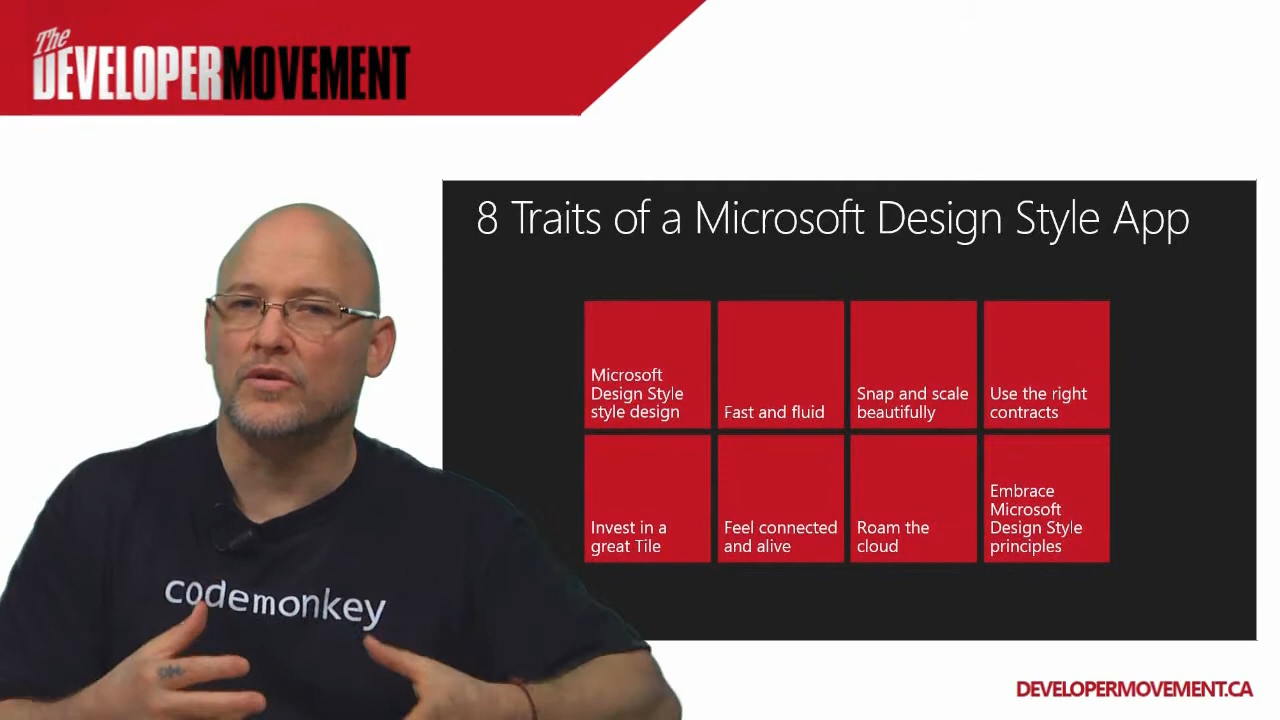 The
DEVELOPERMOVEMENT
8 Traits of a Microsoft Design Style App
Microsoft
Design Style
style design
Fast and fluid
Snap and scale
beautifully
Use the right
contracts
Invest in a
great Tile
Feel connected
and alive
Roam the
cloud
Embrace
Microsoft
Design Style
principles
codemonkey
DEVELOPERMOVEMENT.CA